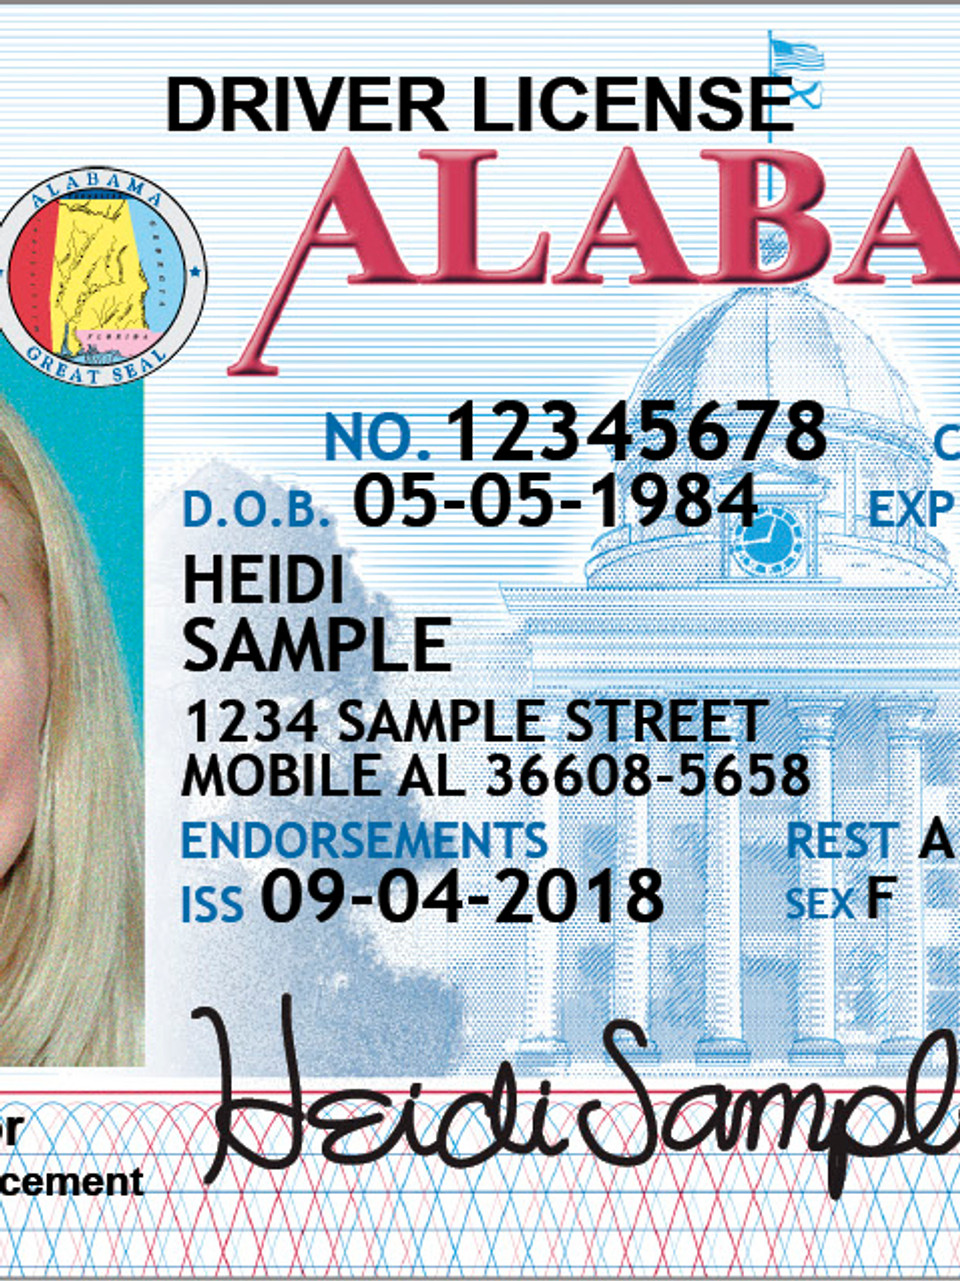 DRIVER LICENSE
ALABA
ALABAMA
GREAT SEAL
FLORIDA
NO. 12345678 C
D.O.B. 05-05-1984 EXP
HEIDI
SAMPLE
1234 SAMPLE STREET
MOBILE AL 36608-5658
ENDORSEMENTS REST A
ISS 09-04-2018 SEX F
Heidi Sampl
or
cement